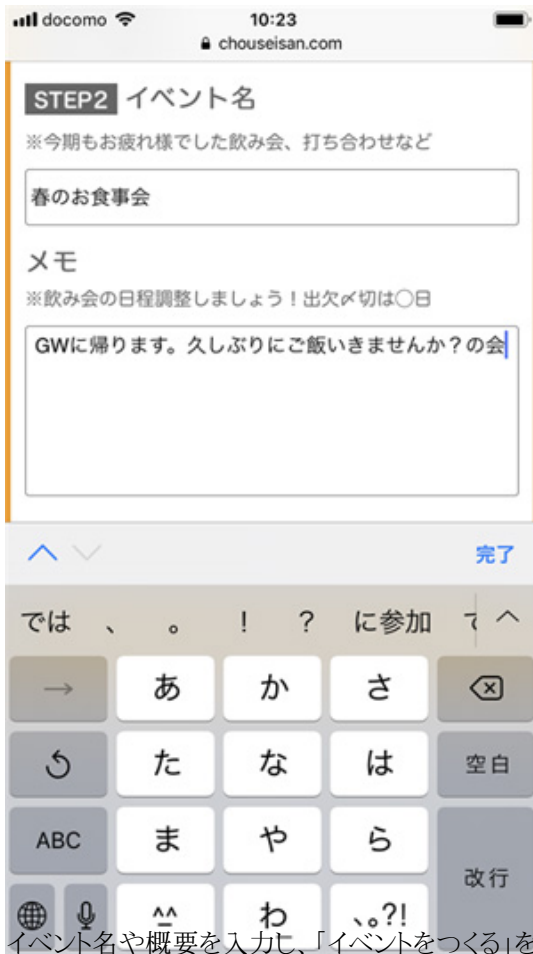 docomo 10:23
chouseisan.com
STEP2 イベント名
※今期もお疲れ様でした飲み会、打ち合わせなど
春のお食事会
メモ
※飲み会の日程調整しましょう!出欠〆切は○日
GWに帰ります。久しぶりにご飯いきませんか?の会
完了
では 、 。 ! ? に参加 て
→ あ か さ
た な は 空白
ABC ま や ら
改行
^^ わ 、。?!
イベント名や概要を入力し、「イベントをつくる」を